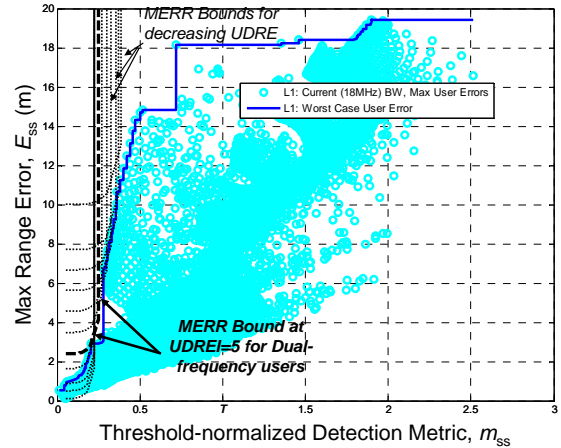 20
18
16
14
12
10
8
6
4
2
0
Max Range Error, E_ss (m)
MERR Bounds for
decreasing UDRE
L1: Current (18MHz) BW, Max User Errors
L1: Worst Case User Error
MERR Bound at
UDREI=5 for Dual-
frequency users
0 0.5 T 1.5 2 2.5 3
Threshold-normalized Detection Metric, m_ss